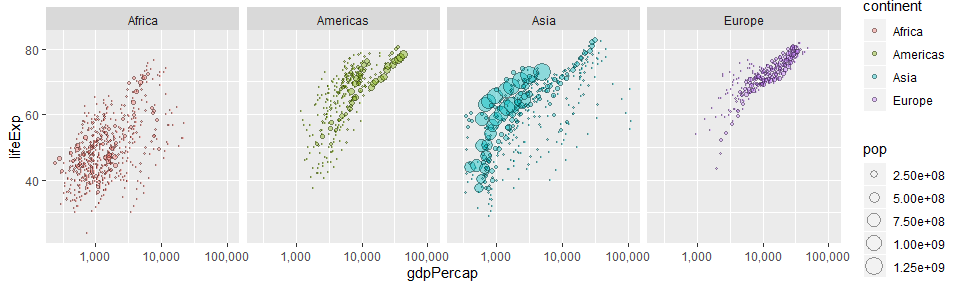 Africa
Americas
Asia
Europe
lifeExp
80
60
40
1,000
10,000
100,000
1,000
10,000
100,000
1,000
10,000
100,000
1,000
10,000
100,000
gdpPercap
continent
Africa
Americas
Asia
Europe
pop
2.50e+08
5.00e+08
7.50e+08
1.00e+09
1.25e+09